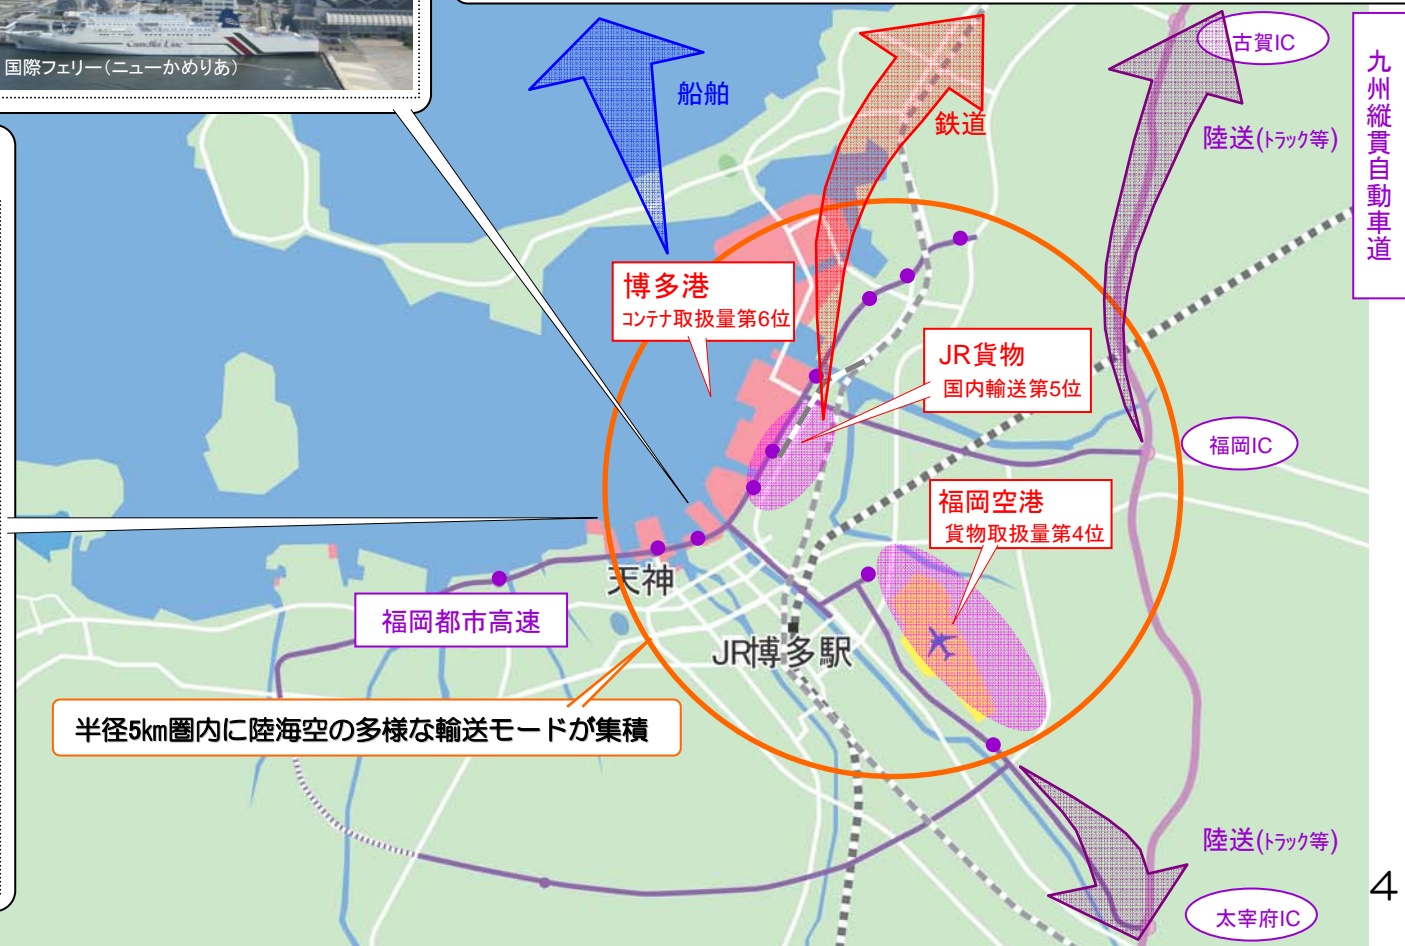 Camellia Line
国際フェリー(ニューかめりあ)
船舶
鉄道
古賀IC
陸送(トラック等)
九州縦貫自動車道
博多港
コンテナ取扱量第6位
JR貨物
国内輸送第5位
福岡IC
福岡空港
貨物取扱量第4位
天神
福岡都市高速
JR博多駅
半径5km圏内に陸海空の多様な輸送モードが集積
陸送(トラック等)
太宰府IC
4